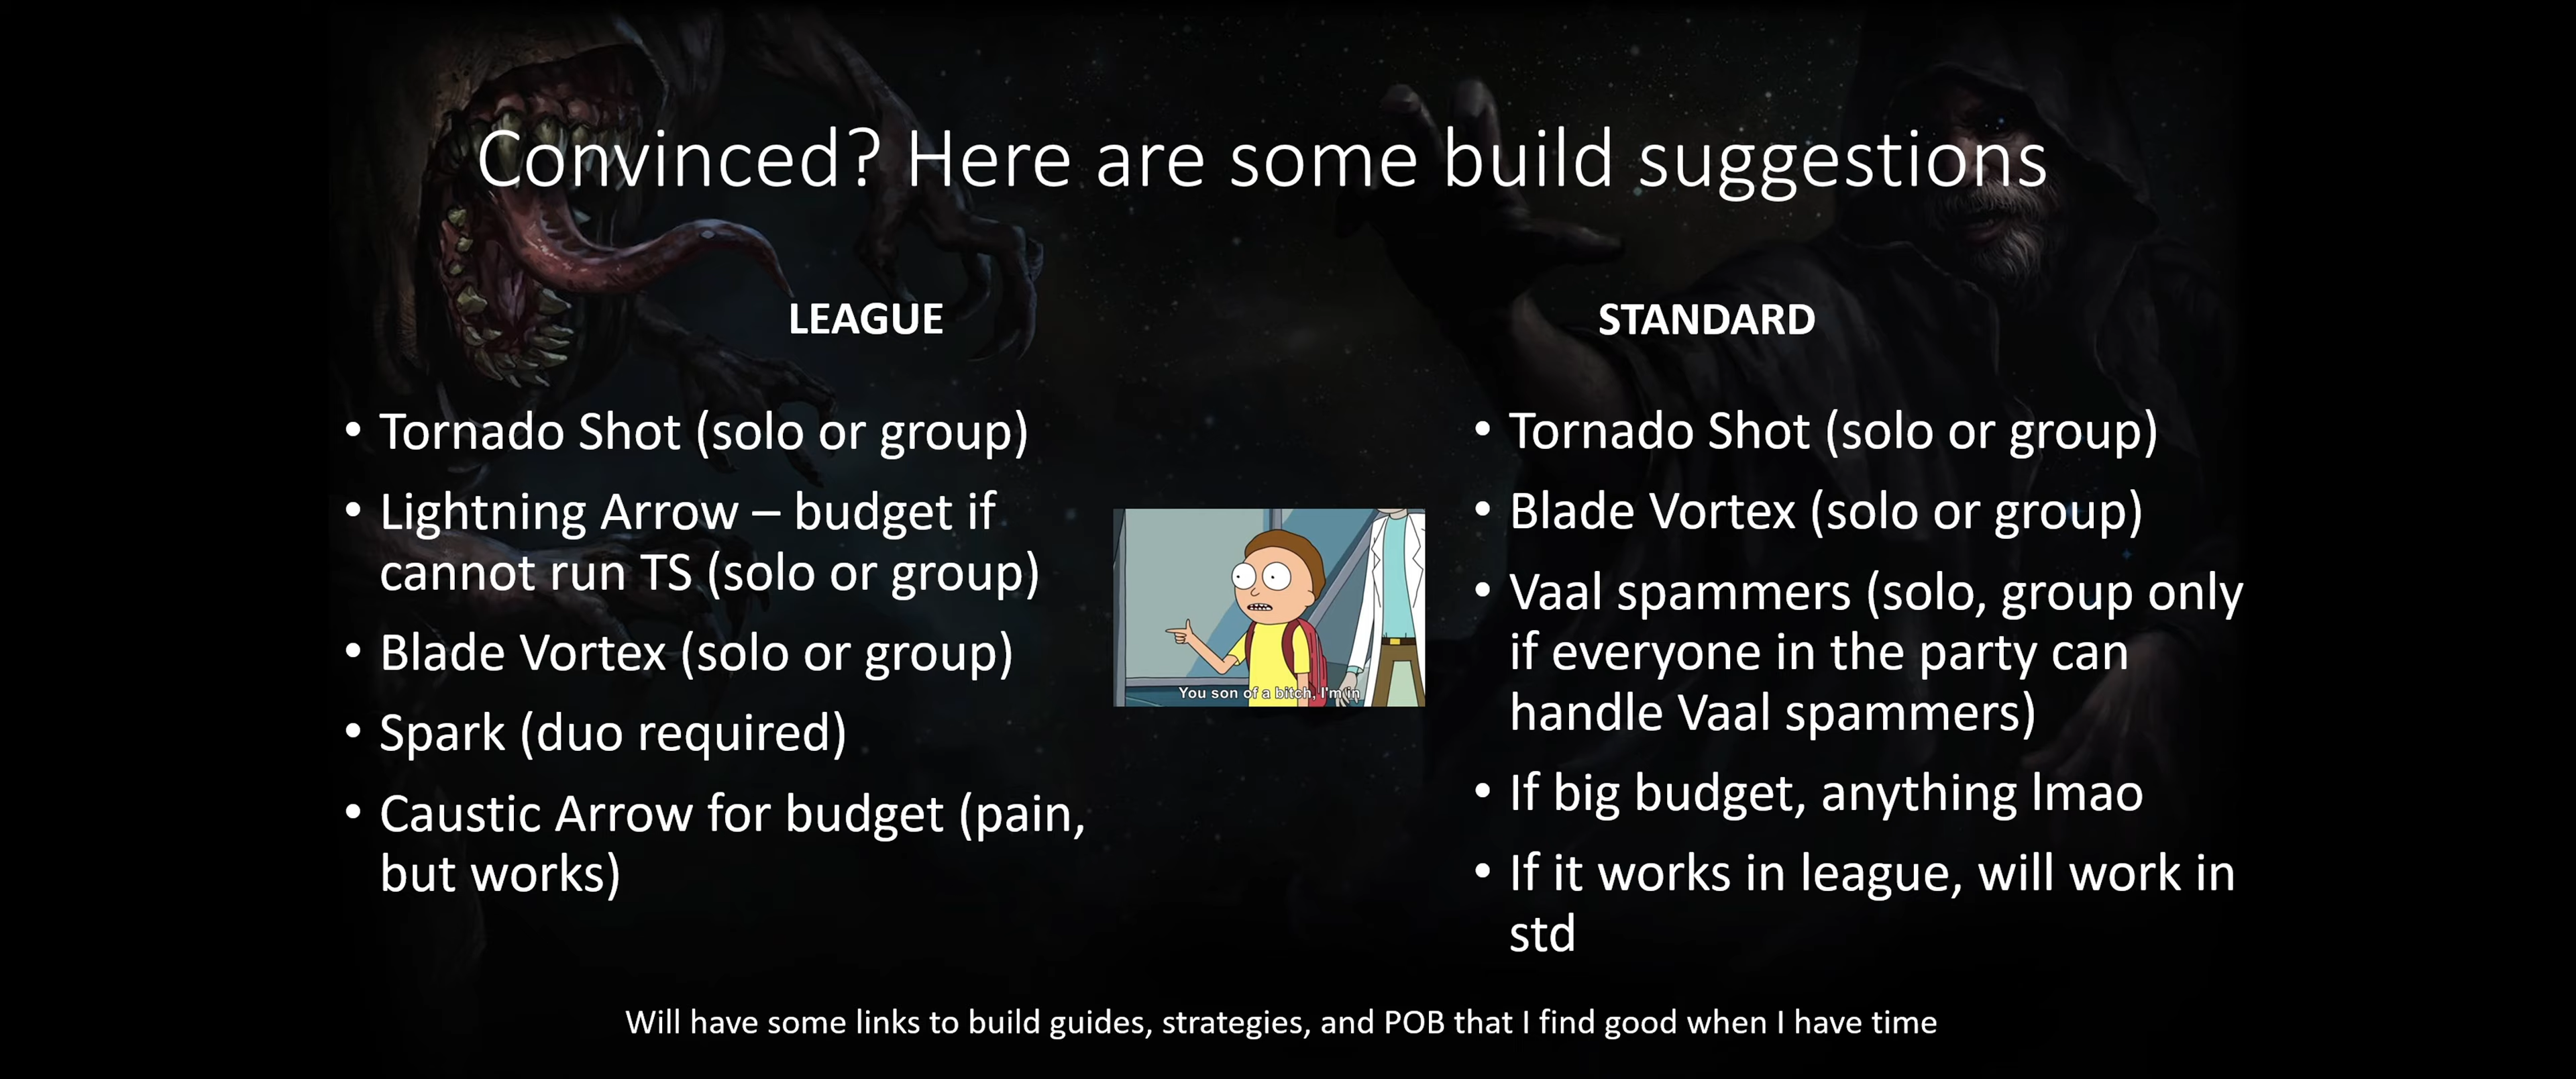 Convinced? Here are some build suggestions
LEAGUE
• Tornado Shot (solo or group)
• Lightning Arrow – budget if
cannot run TS (solo or group)
• Blade Vortex (solo or group)
• Spark (duo required)
• Caustic Arrow for budget (pain,
but works)
You son of a bitch, I'm in
STANDARD
• Tornado Shot (solo or group)
• Blade Vortex (solo or group)
• Vaal spammers (solo, group only
if everyone in the party can
handle Vaal spammers)
• If big budget, anything lmao
• If it works in league, will work in
std
Will have some links to build guides, strategies, and POB that I find good when I have time